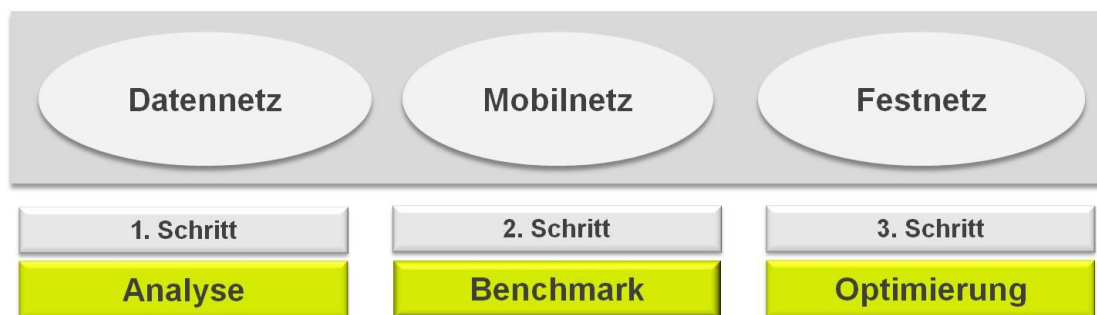 Datennetz Mobilnetz Festnetz
1. Schritt 2. Schritt 3. Schritt
Analyse Benchmark Optimierung